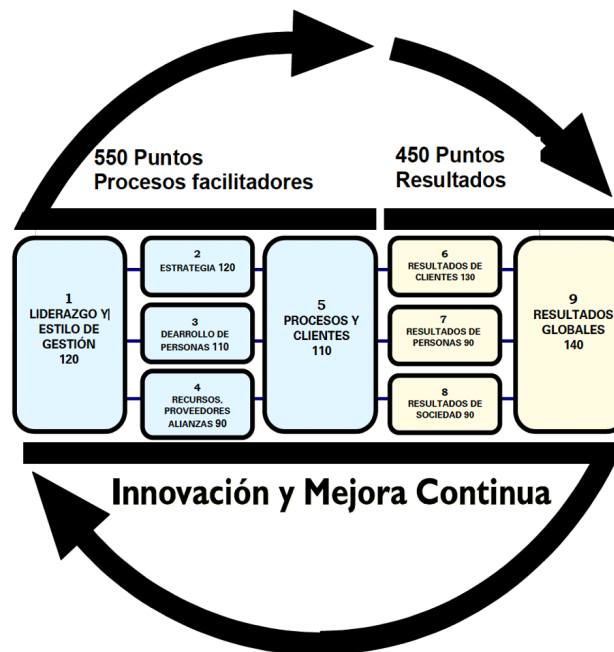 550 Puntos
Procesos facilitadores
450 Puntos
Resultados
1
LIDERAZGO Y
ESTILO DE
GESTIÓN
120
2
ESTRATEGIA 120
3
DEARROLLO DE
PERSONAS 110
4
RECURSOS,
PROVEEDORES
ALIANZAS 90
5
PROCESOS Y
CLIENTES
110
6
RESULTADOS DE
CLIENTES 130
7
RESULTADOS DE
PERSONAS 90
8
RESULTADOS DE
SOCIEDAD 90
9
RESULTADOS
GLOBALES
140
Innovación y Mejora Continua